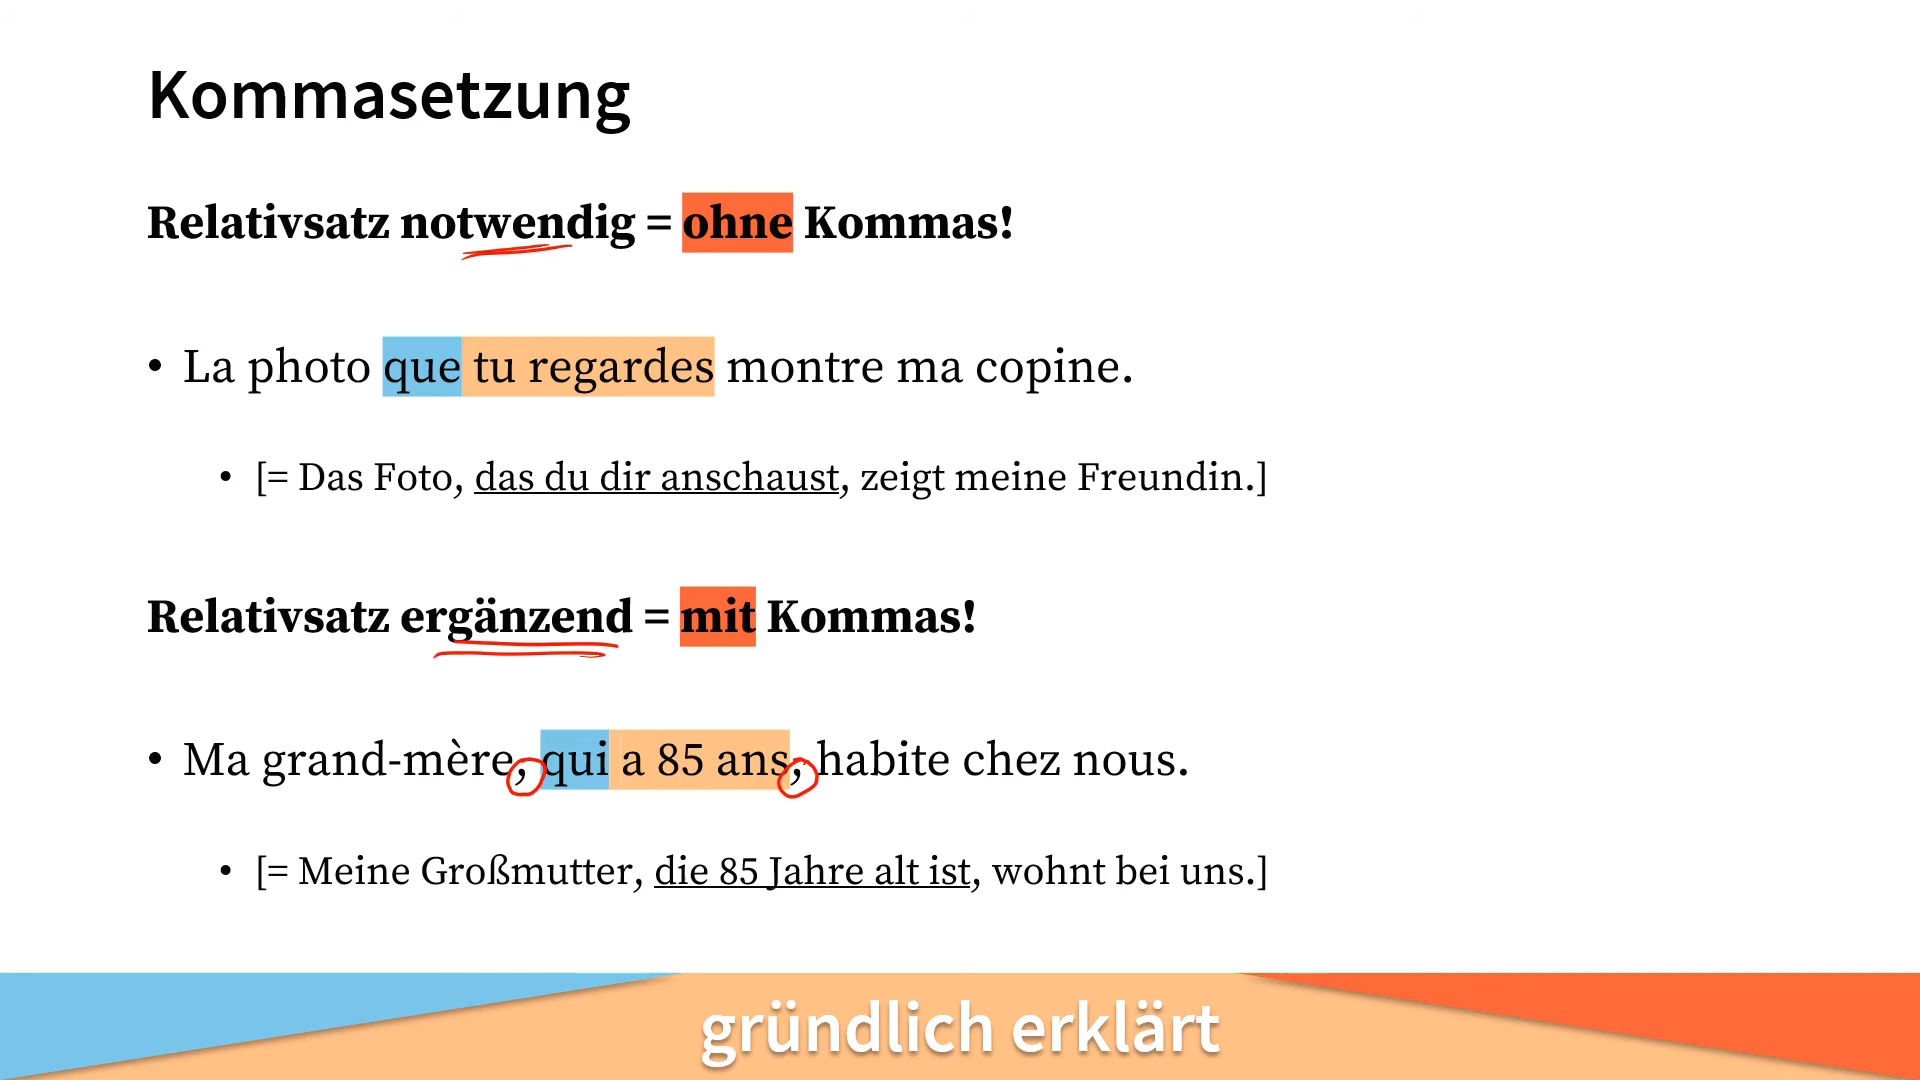 Kommasetzung
Relativsatz notwendig = ohne Kommas!
• La photo que tu regardes montre ma copine.
• [= Das Foto, das du dir anschaust, zeigt meine Freundin.]
Relativsatz ergänzend = mit Kommas!
• Ma grand-mère, qui a 85 ans, habite chez nous.
• [= Meine Großmutter, die 85 Jahre alt ist, wohnt bei uns.]
gründlich erklärt